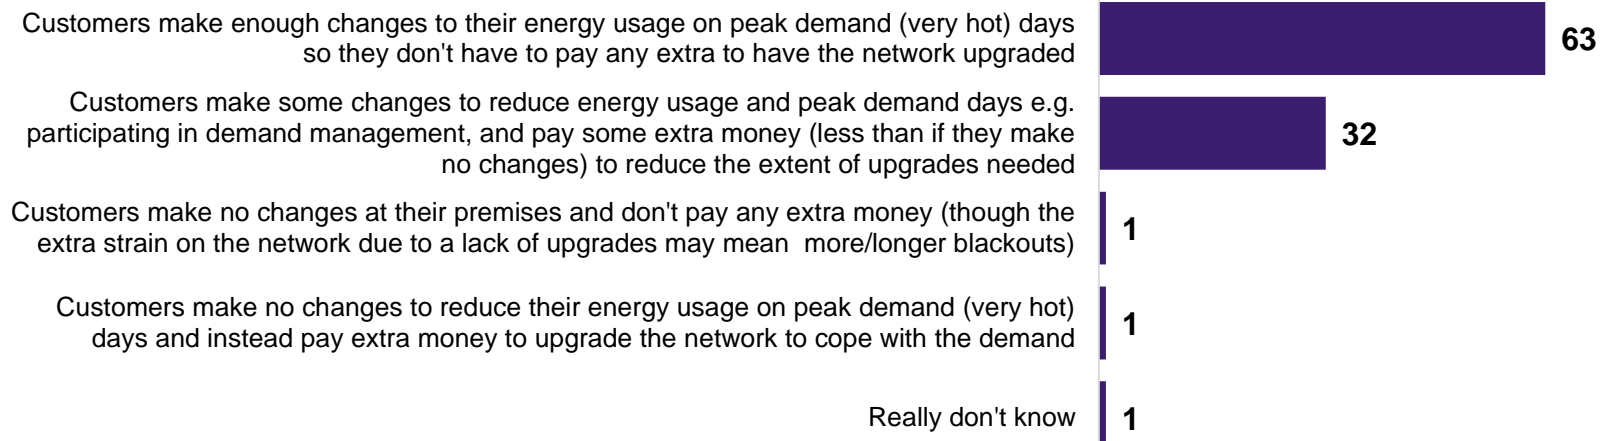 Customers make enough changes to their energy usage on peak demand (very hot) days
so they don't have to pay any extra to have the network upgraded
63
Customers make some changes to reduce energy usage and peak demand days e.g.
participating in demand management, and pay some extra money (less than if they make
no changes) to reduce the extent of upgrades needed
32
Customers make no changes at their premises and don't pay any extra money (though the
extra strain on the network due to a lack of upgrades may mean  more/longer blackouts)
1
Customers make no changes to reduce their energy usage on peak demand (very hot)
days and instead pay extra money to upgrade the network to cope with the demand
1
Really don't know
1